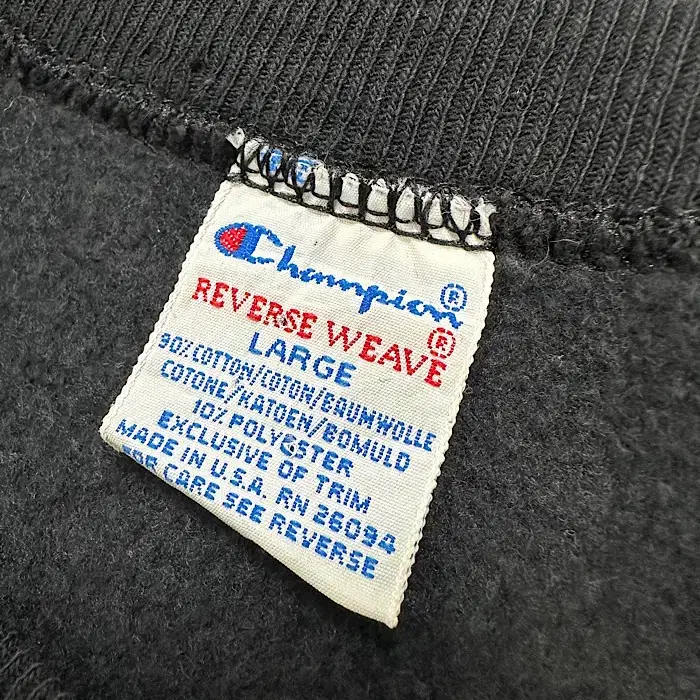 Champion®
REVERSE WEAVE®
LARGE
90% COTTON/COTON/BAUMWOLLE
COTONE/KATOEN/BOMULD
10% POLYESTER
EXCLUSIVE OF TRIM
MADE IN U.S.A. RN 26094
FOR CARE SEE REVERSE